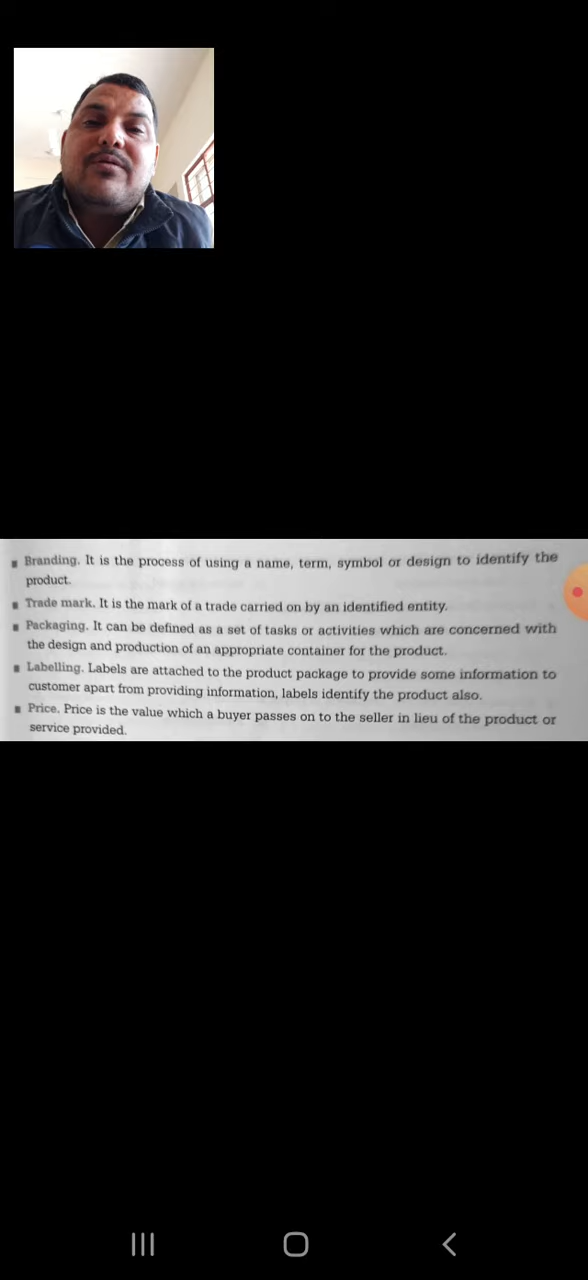 Branding. It is the process of using a name, term, symbol or design to identify the
product.
Trade mark. It is the mark of a trade carried on by an identified entity.
Packaging. It can be defined as a set of tasks or activities which are concerned with
the design and production of an appropriate container for the product.
Labelling. Labels are attached to the product package to provide some information to
customer apart from providing information, labels identify the product also.
Price. Price is the value which a buyer passes on to the seller in lieu of the product or
service provided.